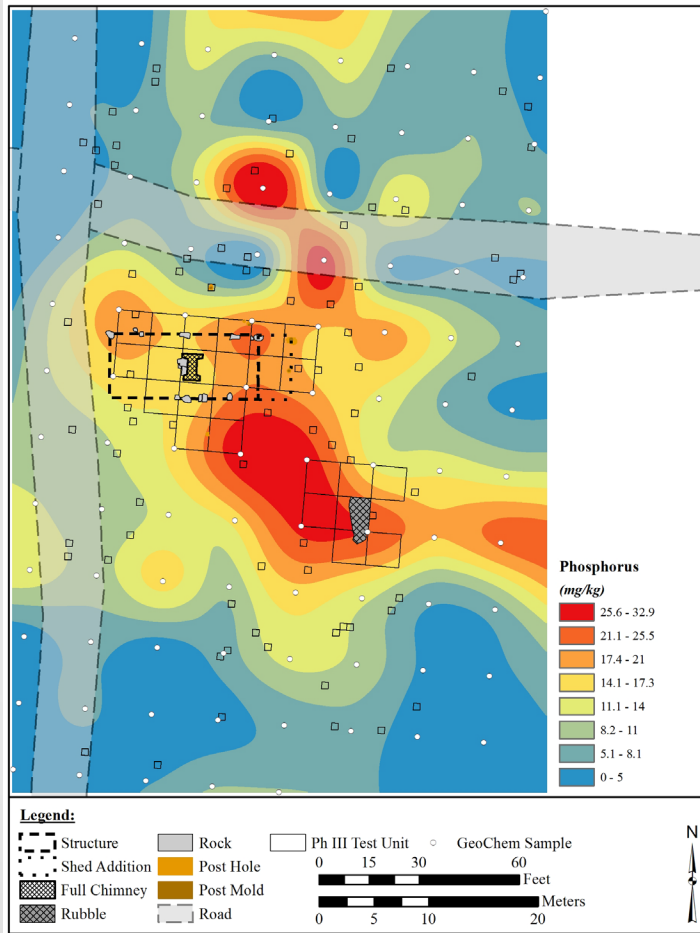 Phosphorus
(mg/kg)
25.6 - 32.9
21.1 - 25.5
17.4 - 21
14.1 - 17.3
11.1 - 14
8.2 - 11
5.1 - 8.1
0 - 5
Legend:
Structure
Shed Addition
Full Chimney
Rubble
Rock
Post Hole
Post Mold
Road
Ph III Test Unit
GeoChem Sample
0 15 30 60
Feet
Meters
0 5 10 20
N